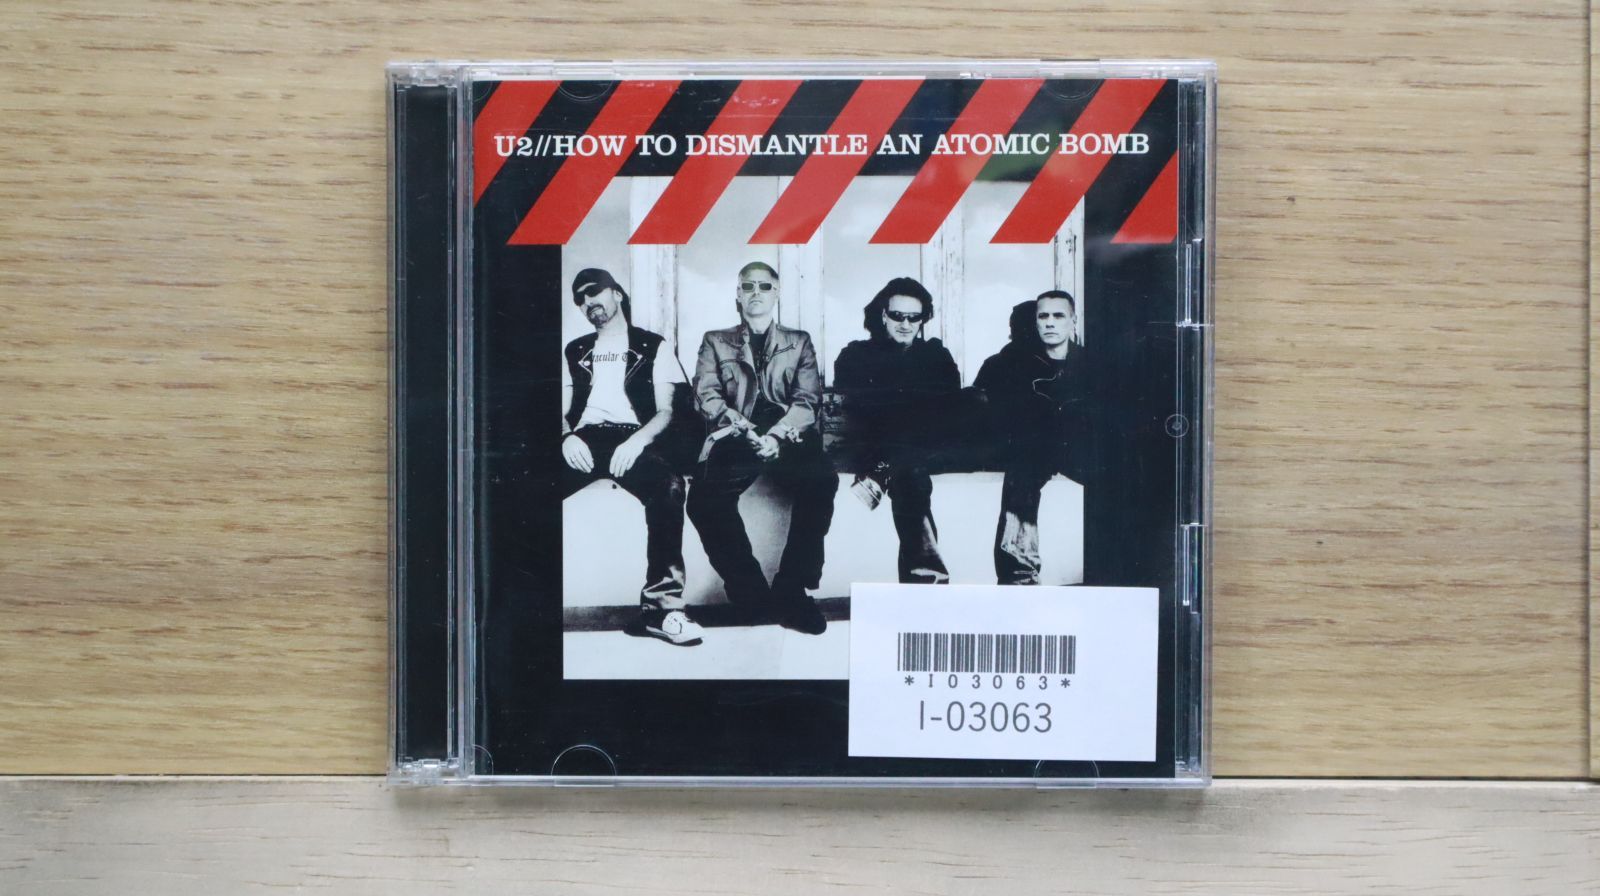 U2//HOW TO DISMANTLE AN ATOMIC BOMB
*I03063*
I-03063